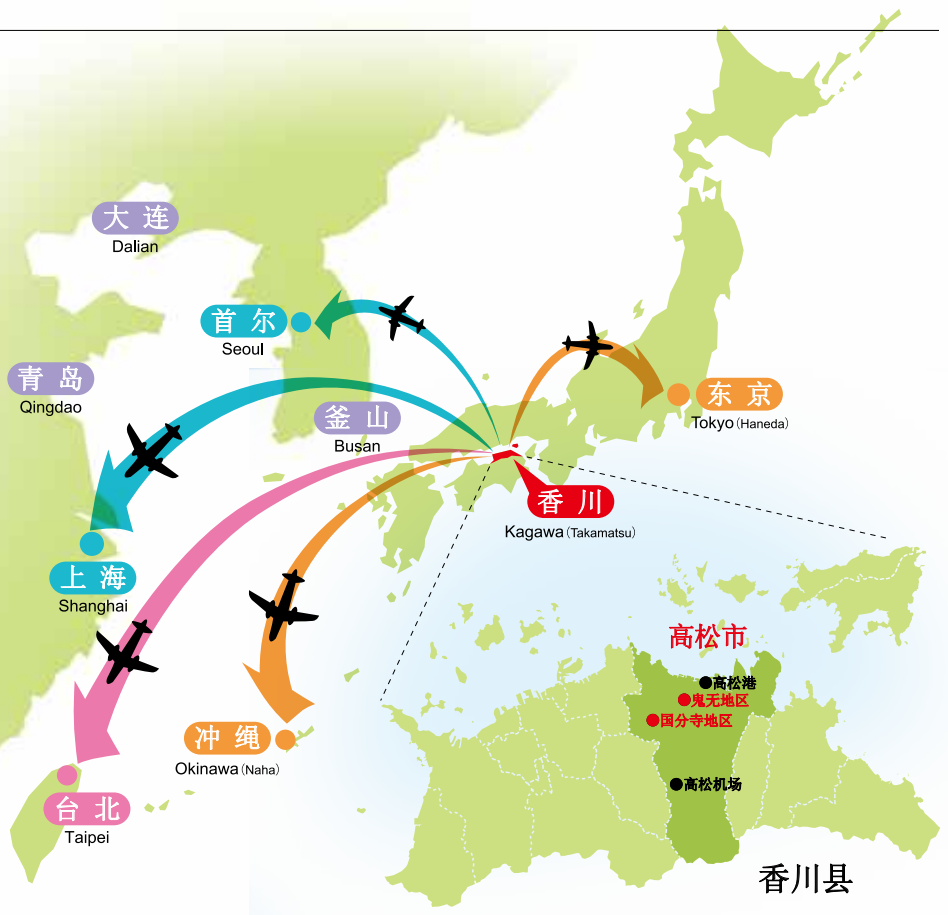 大连
Dalian
首尔
Seoul
青岛
Qingdao
釜山
Busan
东京
Tokyo (Haneda)
香川
Kagawa (Takamatsu)
上海
Shanghai
冲绳
Okinawa (Naha)
台北
Taipei
高松市
高松港
鬼无地区
国分寺地区
高松机场
香川县